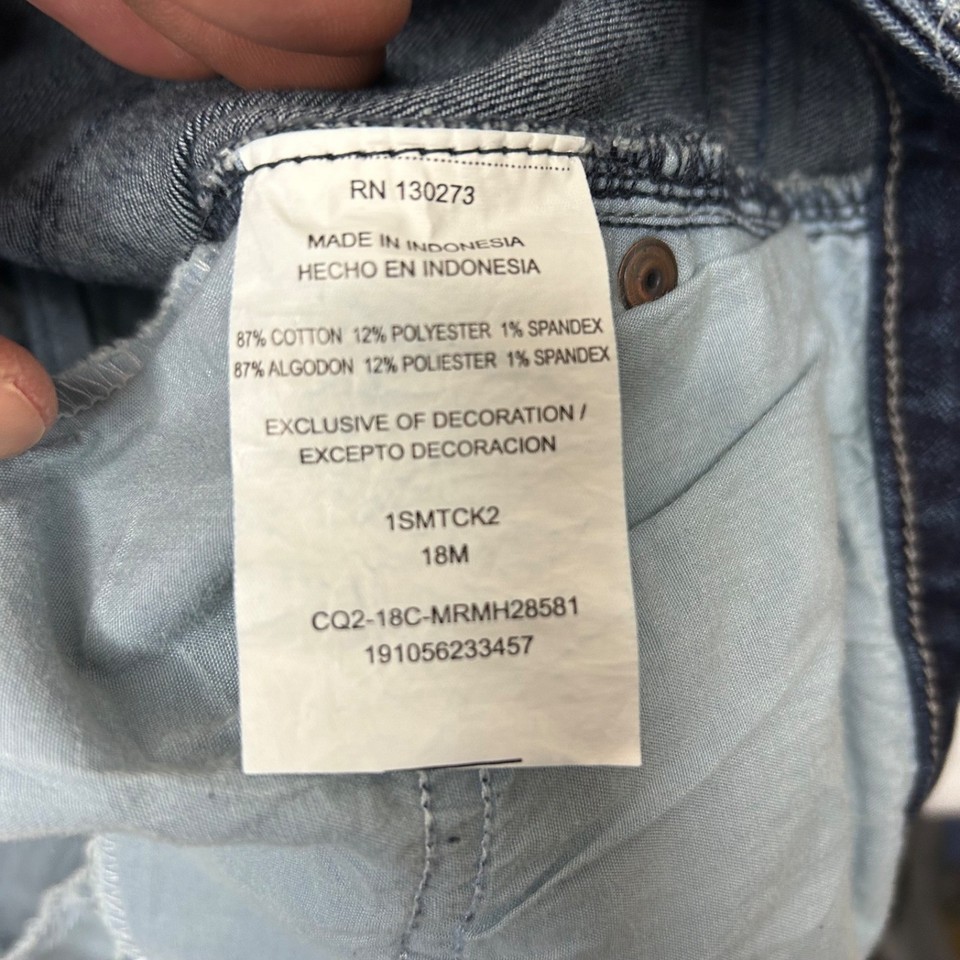 RN 130273
MADE IN INDONESIA
HECHO EN INDONESIA
87% COTTON 12% POLYESTER 1% SPANDEX
87% ALGODON 12% POLIESTER 1% SPANDEX
EXCLUSIVE OF DECORATION /
EXCEPTO DECORACION
1SMTCK2
18M
CQ2-18C-MRMH28581
191056233457